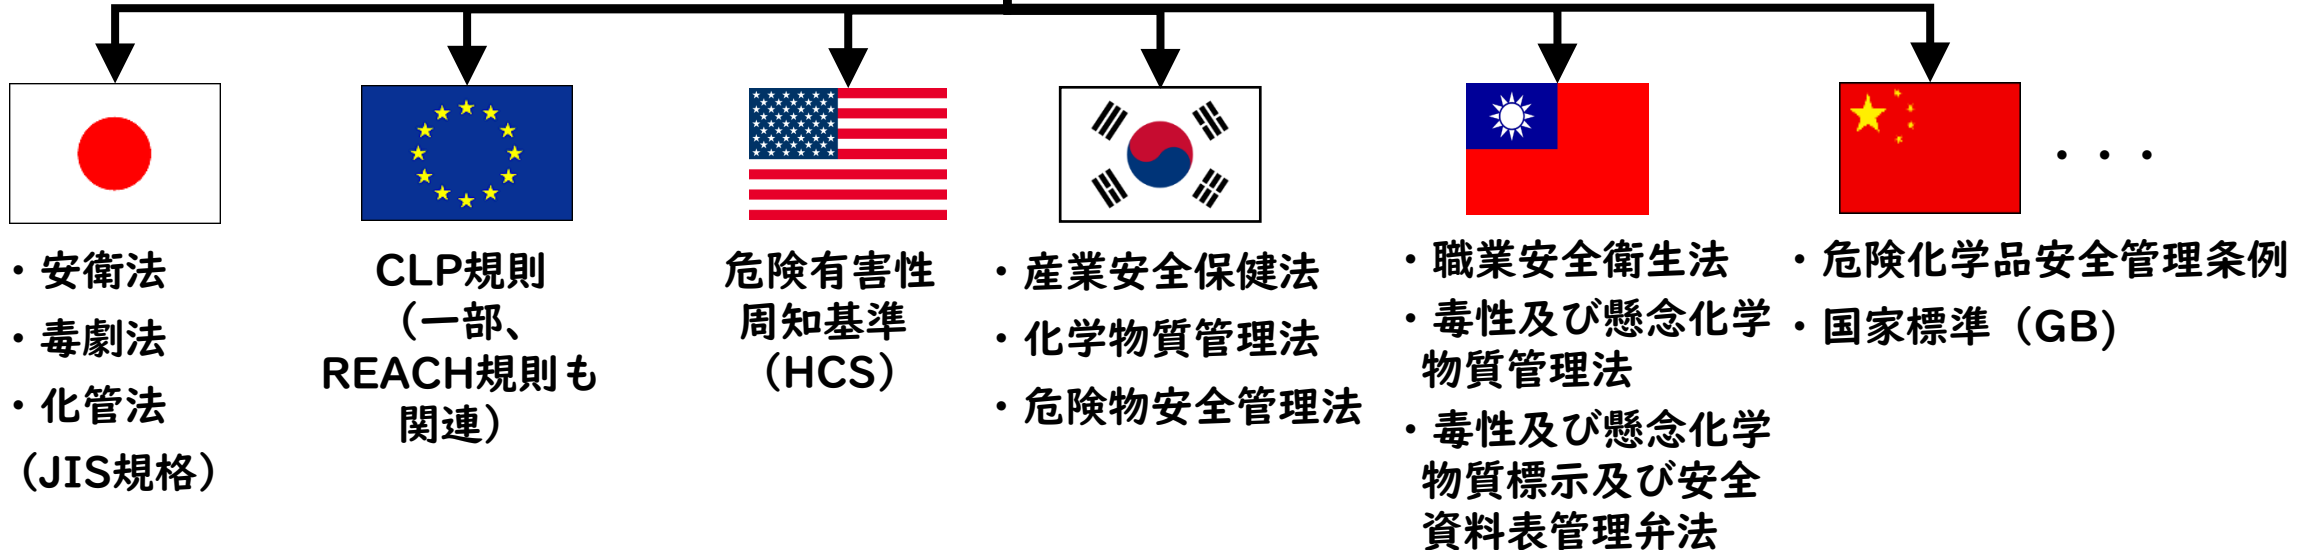 ・安衛法
・毒劇法
・化管法
(JIS規格)
CLP規則
(一部、
REACH規則も
関連)
危険有害性
周知基準
(HCS)
・産業安全保健法
・化学物質管理法
・危険物安全管理法
・職業安全衛生法
・毒性及び懸念化学
物質管理法
・毒性及び懸念化学
物質標示及び安全
資料表管理弁法
・危険化学品安全管理条例
・国家標準(GB)
・・・